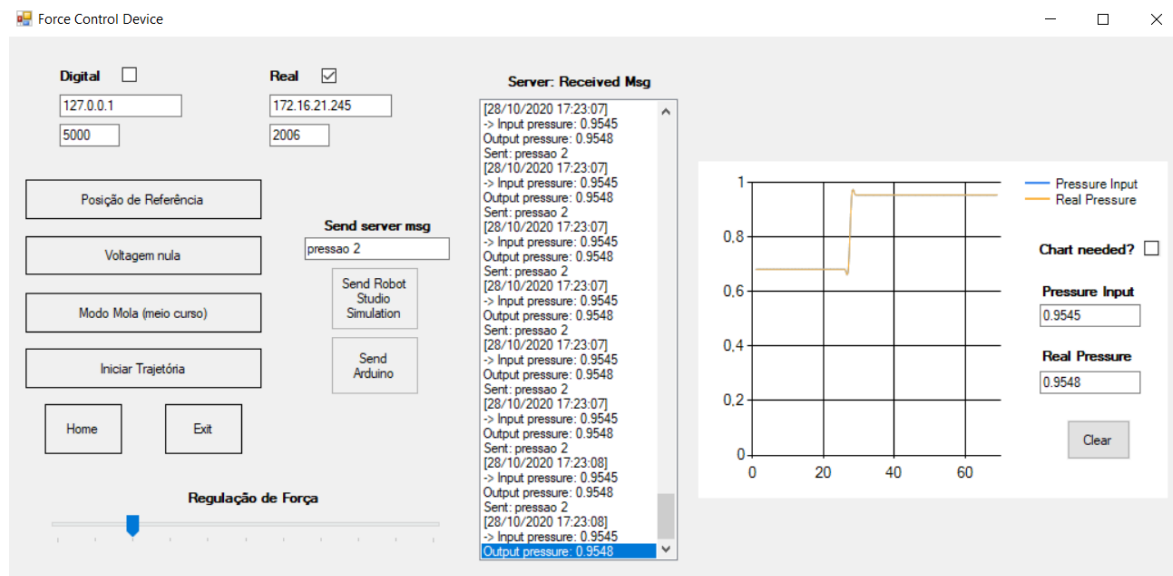 Force Control Device
Digital
Real
127.0.0.1
172.16.21.245
5000
2006
Posição de Referência
Voltagem nula
Modo Mola (meio curso)
Iniciar Trajetória
Home
Exit
Regulação de Força
Send server msg
pressao 2
Send Robot
Studio
Simulation
Send
Arduino
Server: Received Msg
[28/10/2020 17:23:07]
-> Input pressure: 0.9545
Output pressure: 0.9548
Sent: pressao 2
[28/10/2020 17:23:07]
-> Input pressure: 0.9545
Output pressure: 0.9548
Sent: pressao 2
[28/10/2020 17:23:07]
-> Input pressure: 0.9545
Output pressure: 0.9548
Sent: pressao 2
[28/10/2020 17:23:07]
-> Input pressure: 0.9545
Output pressure: 0.9548
Sent: pressao 2
[28/10/2020 17:23:07]
-> Input pressure: 0.9545
Output pressure: 0.9548
Sent: pressao 2
[28/10/2020 17:23:07]
-> Input pressure: 0.9545
Output pressure: 0.9548
Sent: pressao 2
[28/10/2020 17:23:08]
-> Input pressure: 0.9545
Output pressure: 0.9548
Sent: pressao 2
[28/10/2020 17:23:08]
-> Input pressure: 0.9545
Output pressure: 0.9548
1
0,8
0,6
0,4
0,2
0
0
20
40
60
Pressure Input
Real Pressure
Chart needed?
Pressure Input
0.9545
Real Pressure
0.9548
Clear